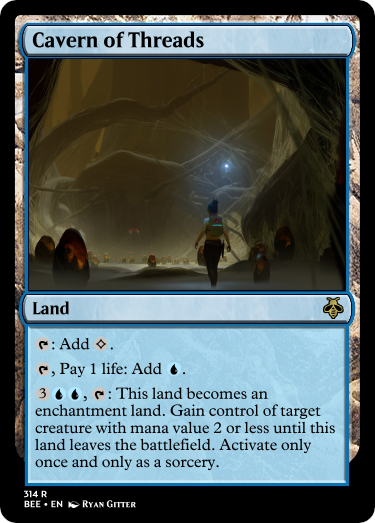 Cavern of Threads
Land
: Add .
, Pay 1 life: Add .
3 , : This land becomes an
enchantment land. Gain control of target
creature with mana value 2 or less until this
land leaves the battlefield. Activate only
once and only as a sorcery.
314 R
BEE • EN Ryan Gitter